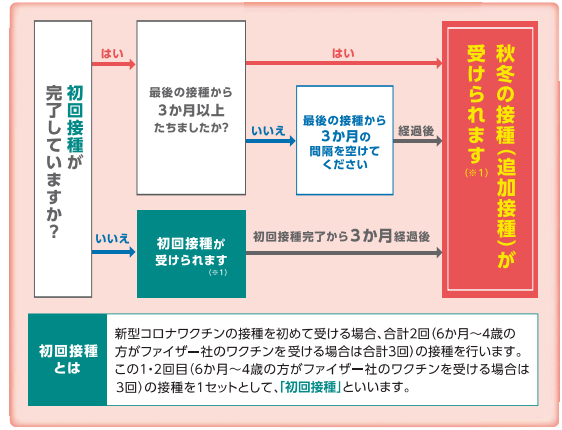 初回接種が
完了していますか?
はい
最後の接種から
3か月以上
たちましたか?
はい
いいえ
最後の接種から
3か月の
間隔を空けて
ください
経過後
秋冬の接種(追加接種)が
受けられます
(※1)
いいえ
初回接種が
受けられます
(※1)
初回接種完了から3か月経過後
初回接種
とは
新型コロナワクチンの接種を初めて受ける場合、合計2回(6か月~4歳の
方がファイザー社のワクチンを受ける場合は合計3回)の接種を行います。
この1・2回目(6か月~4歳の方がファイザー社のワクチンを受ける場合は
3回)の接種を1セットとして、「初回接種」といいます。